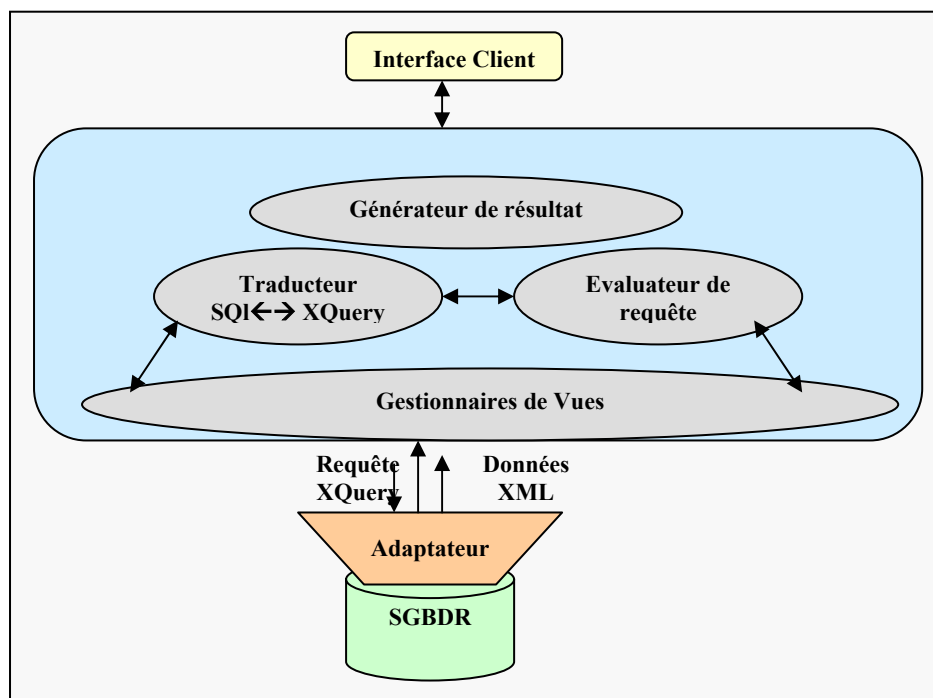 Interface Client
Générateur de résultat
Traducteur
SQl←→ XQuery
Evaluateur de
requête
Gestionnaires de Vues
Requête
XQuery
Données
XML
Adaptateur
SGBDR